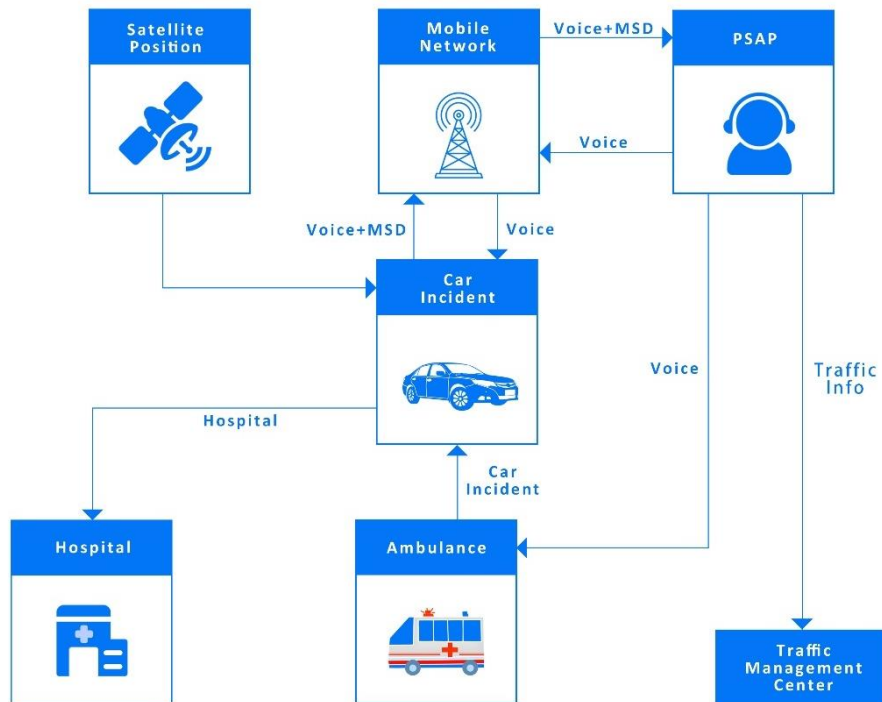 Satellite
Position
Mobile
Network
Voice+MSD
PSAP
Voice
Voice+MSD
Voice
Car
Incident
Voice
Traffic
Info
Hospital
Car
Incident
Hospital
Ambulance
Traffic
Management
Center